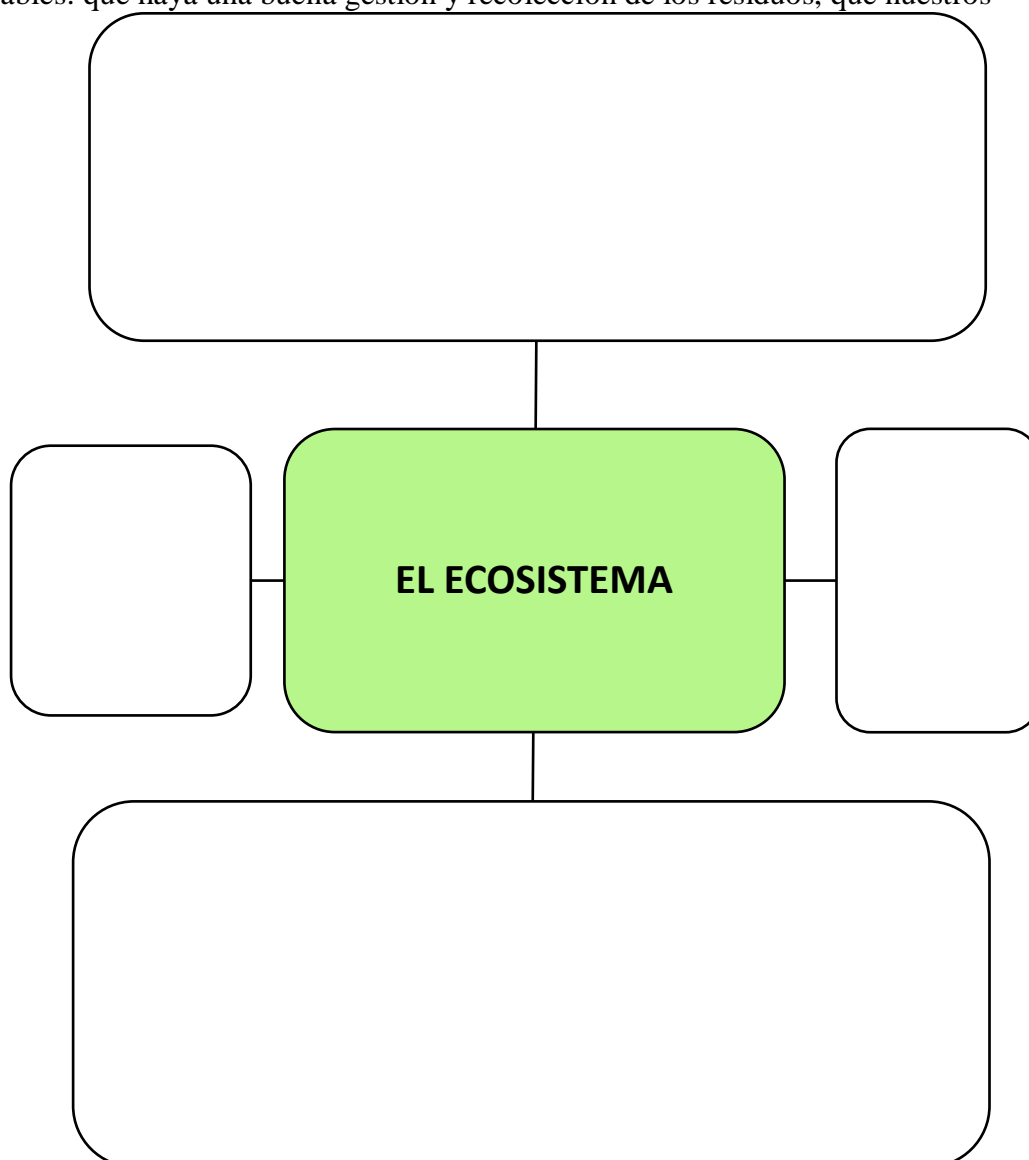 ables: que haya una buena gestión y recolección de los residuos, que nuestros
EL ECOSISTEMA